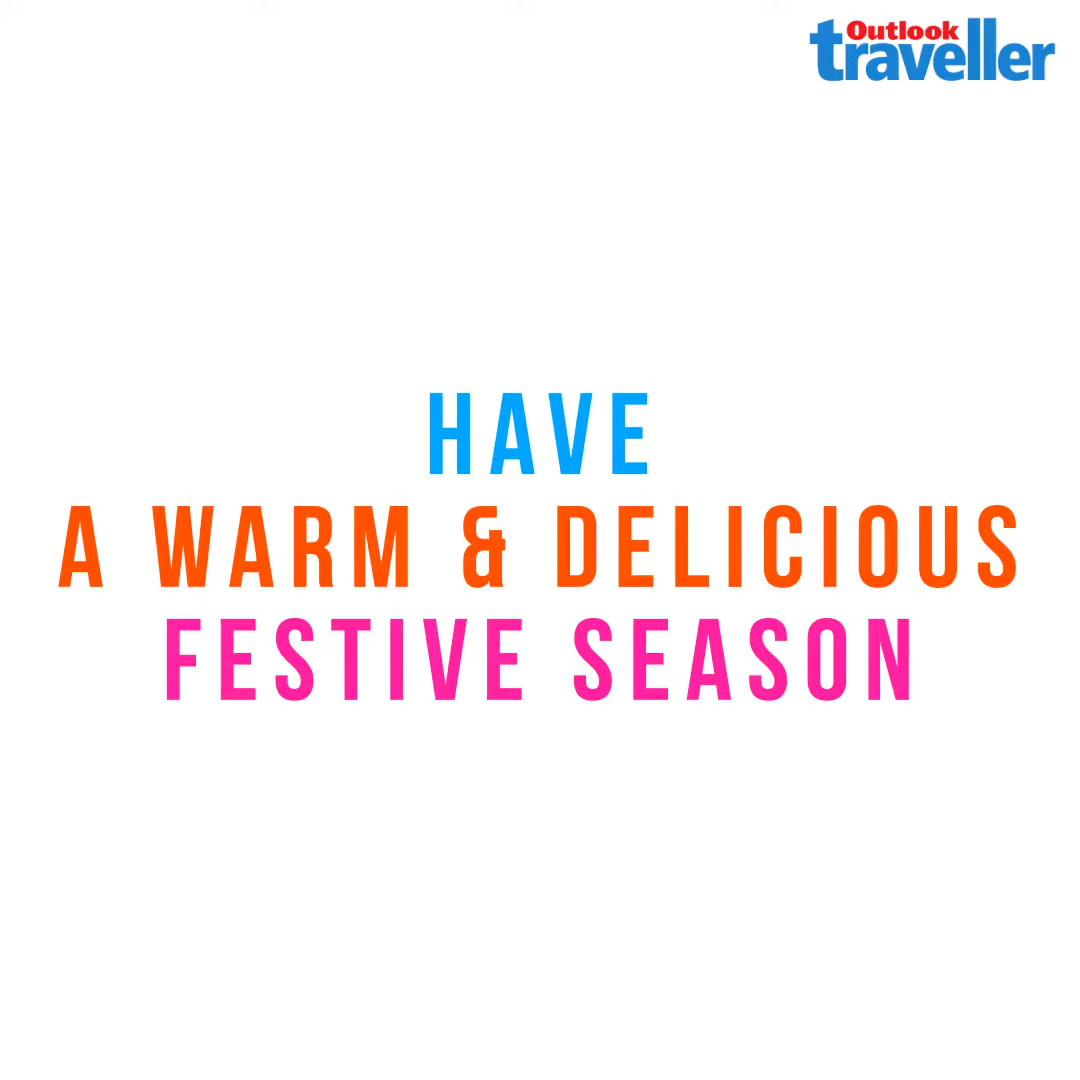 Outlook
traveller
HAVE
A WARM & DELICIOUS
FESTIVE SEASON